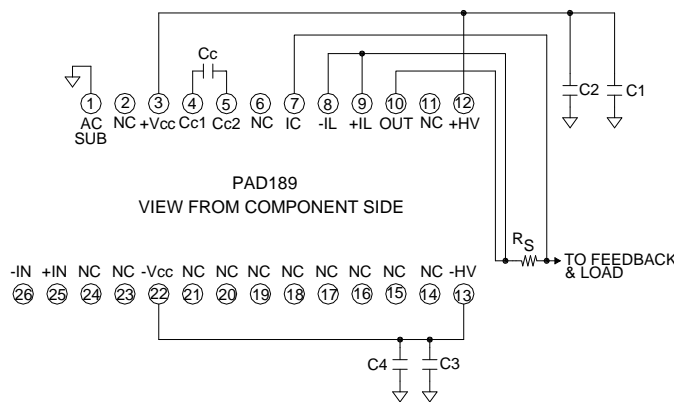 Cc
C2 C1
1 2 3 4 5 6 7 8 9 10 11 12
AC SUB NC +Vcc Cc1 Cc2 NC IC -IL +IL OUT NC +HV
PAD189
VIEW FROM COMPONENT SIDE
RS
TO FEEDBACK
& LOAD
-IN +IN NC NC -Vcc NC NC NC NC NC NC NC NC -HV
26 25 24 23 22 21 20 19 18 17 16 15 14 13
C4 C3